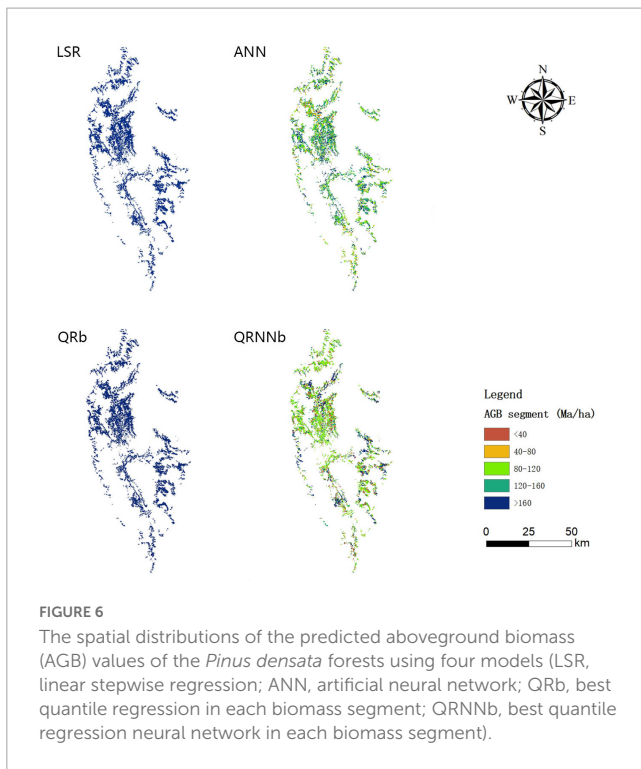 LSR
ANN
N
W E
S
QRb
QRNNb
Legend
AGB segment (Ma/ha)
<40
40-80
80-120
120-160
>160
0 25 50
km
FIGURE 6
The spatial distributions of the predicted aboveground biomass
(AGB) values of the Pinus densata forests using four models (LSR,
linear stepwise regression; ANN, artificial neural network; QRb, best
quantile regression in each biomass segment; QRNNb, best quantile
regression neural network in each biomass segment).